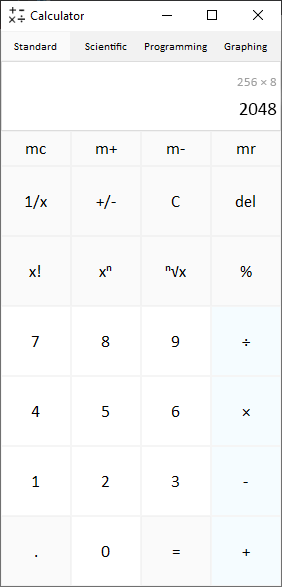 Calculator
Standard Scientific Programming Graphing
256 × 8
2048
mc m+ m- mr
1/x +/- C del
x! xⁿ ⁿ√x %
7 8 9 ÷
4 5 6 ×
1 2 3 -
. 0 = +